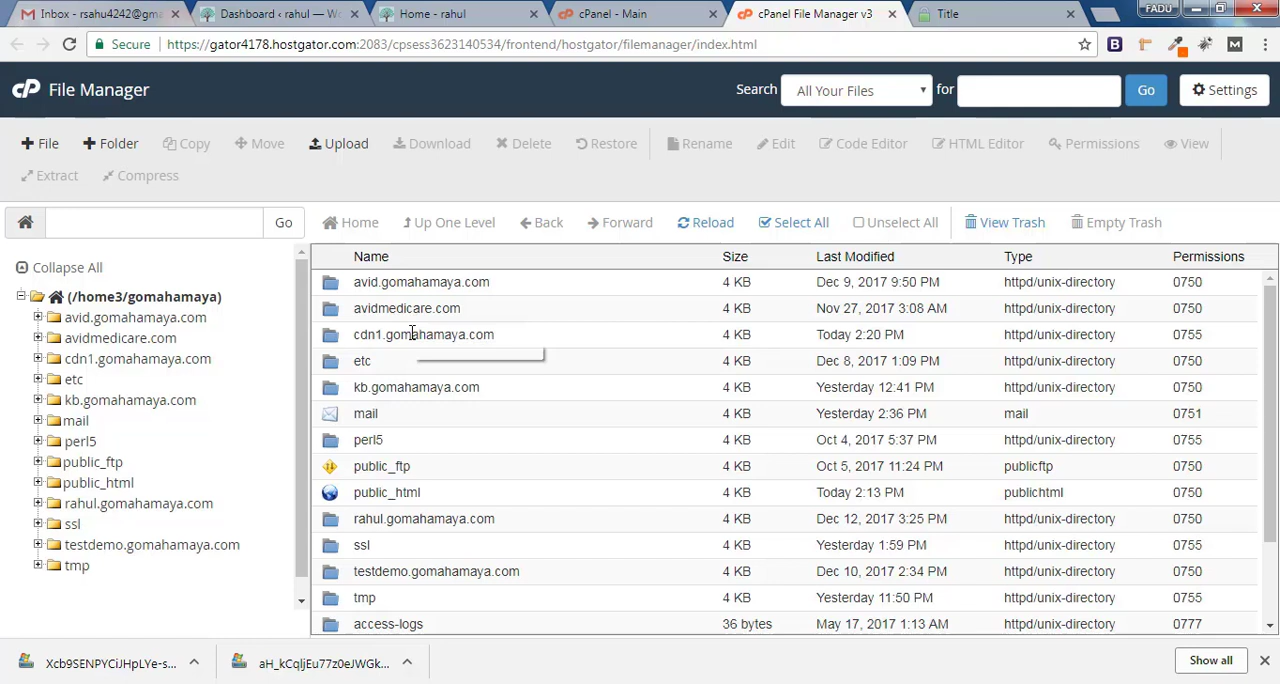 Inbox - rsahu4242@gma
Dashboard ‹ rahul — W
Home - rahul
cPanel - Main
cPanel File Manager v3
Title
FADU
Secure
https://gator4178.hostgator.com:2083/cpsess3623140534/frontend/hostgator/filemanager/index.html
cP File Manager
Search All Your Files for Go Settings
File Folder Copy Move Upload Download Delete Restore Rename Edit Code Editor HTML Editor Permissions View
Extract Compress
Go Home Up One Level Back Forward Reload Select All Unselect All View Trash Empty Trash
Collapse All
(/home3/gomahamaya)
avid.gomahamaya.com
avidmedicare.com
cdn1.gomahamaya.com
etc
kb.gomahamaya.com
mail
perl5
public_ftp
public_html
rahul.gomahamaya.com
ssl
testdemo.gomahamaya.com
tmp
Name Size Last Modified Type Permissions
avid.gomahamaya.com 4 KB Dec 9, 2017 9:50 PM httpd/unix-directory 0750
avidmedicare.com 4 KB Nov 27, 2017 3:08 AM httpd/unix-directory 0750
cdn1.gomahamaya.com 4 KB Today 2:20 PM httpd/unix-directory 0755
etc 4 KB Dec 8, 2017 1:09 PM httpd/unix-directory 0750
kb.gomahamaya.com 4 KB Yesterday 12:41 PM httpd/unix-directory 0750
mail 4 KB Yesterday 2:36 PM mail 0751
perl5 4 KB Oct 4, 2017 5:37 PM httpd/unix-directory 0755
public_ftp 4 KB Oct 5, 2017 11:24 PM publicftp 0750
public_html 4 KB Today 2:13 PM publichtml 0750
rahul.gomahamaya.com 4 KB Dec 12, 2017 3:25 PM httpd/unix-directory 0750
ssl 4 KB Yesterday 1:59 PM httpd/unix-directory 0755
testdemo.gomahamaya.com 4 KB Dec 10, 2017 2:34 PM httpd/unix-directory 0750
tmp 4 KB Yesterday 11:50 PM httpd/unix-directory 0755
access-logs 36 bytes May 17, 2017 1:13 AM httpd/unix-directory 0777
Xcb9SENPYCiJHpLYe-s...
aH_kCqljEu77z0eJWGk...
Show all